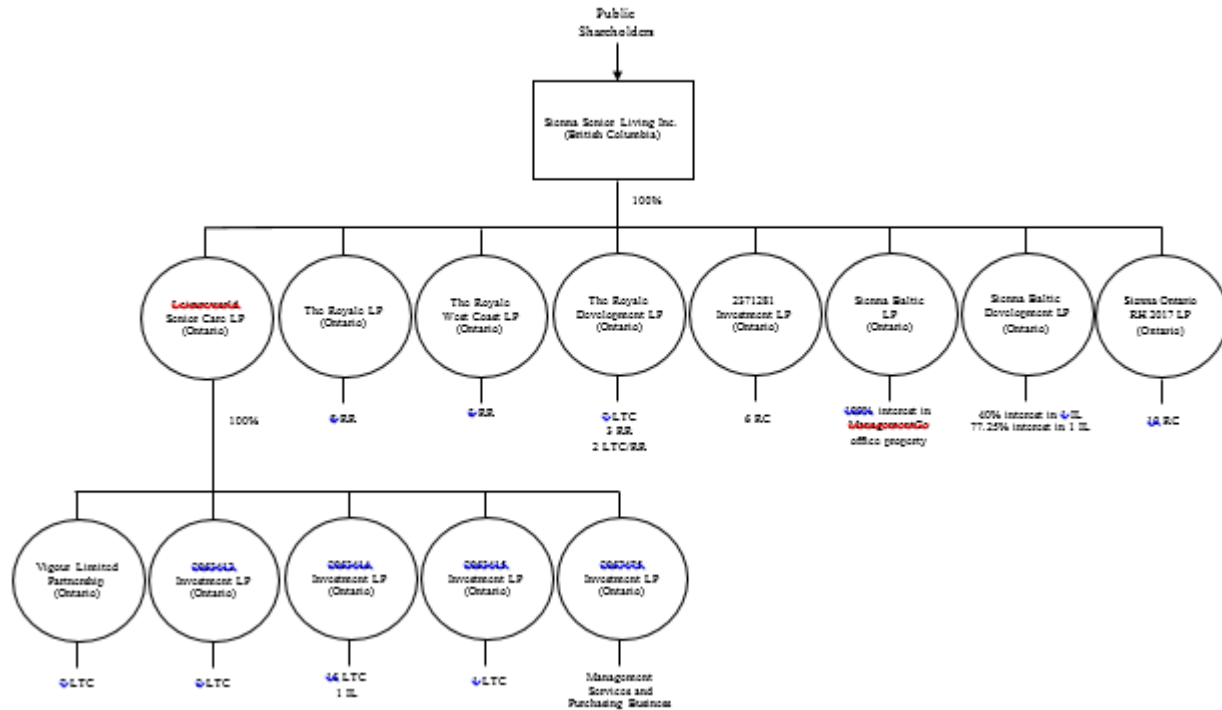 Public
Shareholders
Sienna Senior Living Inc.
(British Columbia)
100%
Senior Care LP
(Ontario)
The Royale LP
(Ontario)
The Royale
West Coast LP
(Ontario)
The Royale
Development LP
(Ontario)
2371281
Investment LP
(Ontario)
Sienna Baltic
LP
(Ontario)
Sienna Baltic
Development LP
(Ontario)
Sienna Ontario
RH 2017 LP
(Ontario)
100%
RR
RR
LTC
3 RR
2 LTC/RR
6 RC
interest in
office property
40% interest in IL
77.25% interest in 1 IL
RC
Vigour Limited
Partnership
(Ontario)
Investment LP
(Ontario)
Investment LP
(Ontario)
Investment LP
(Ontario)
Investment LP
(Ontario)
LTC
LTC
LTC
1 IL
LTC
Management
Services and
Purchasing Business